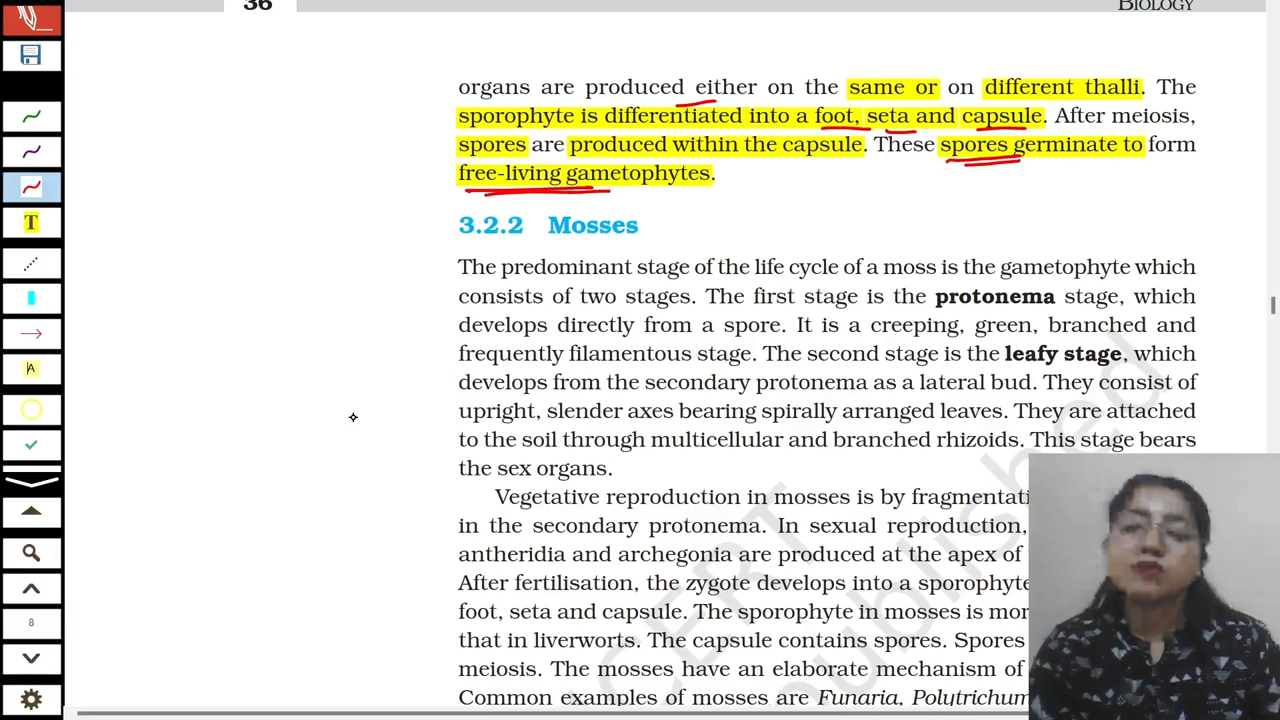 36
BIOLOGY
organs are produced either on the same or on different thalli. The
sporophyte is differentiated into a foot, seta and capsule. After meiosis,
spores are produced within the capsule. These spores germinate to form
free-living gametophytes.
3.2.2 Mosses
The predominant stage of the life cycle of a moss is the gametophyte which
consists of two stages. The first stage is the protonema stage, which
develops directly from a spore. It is a creeping, green, branched and
frequently filamentous stage. The second stage is the leafy stage, which
develops from the secondary protonema as a lateral bud. They consist of
upright, slender axes bearing spirally arranged leaves. They are attached
to the soil through multicellular and branched rhizoids. This stage bears
the sex organs.
Vegetative reproduction in mosses is by fragmentati
in the secondary protonema. In sexual reproduction,
antheridia and archegonia are produced at the apex of
After fertilisation, the zygote develops into a sporophyte
foot, seta and capsule. The sporophyte in mosses is mor
that in liverworts. The capsule contains spores. Spores
meiosis. The mosses have an elaborate mechanism of
Common examples of mosses are Funaria, Polytrichum
T
A
8